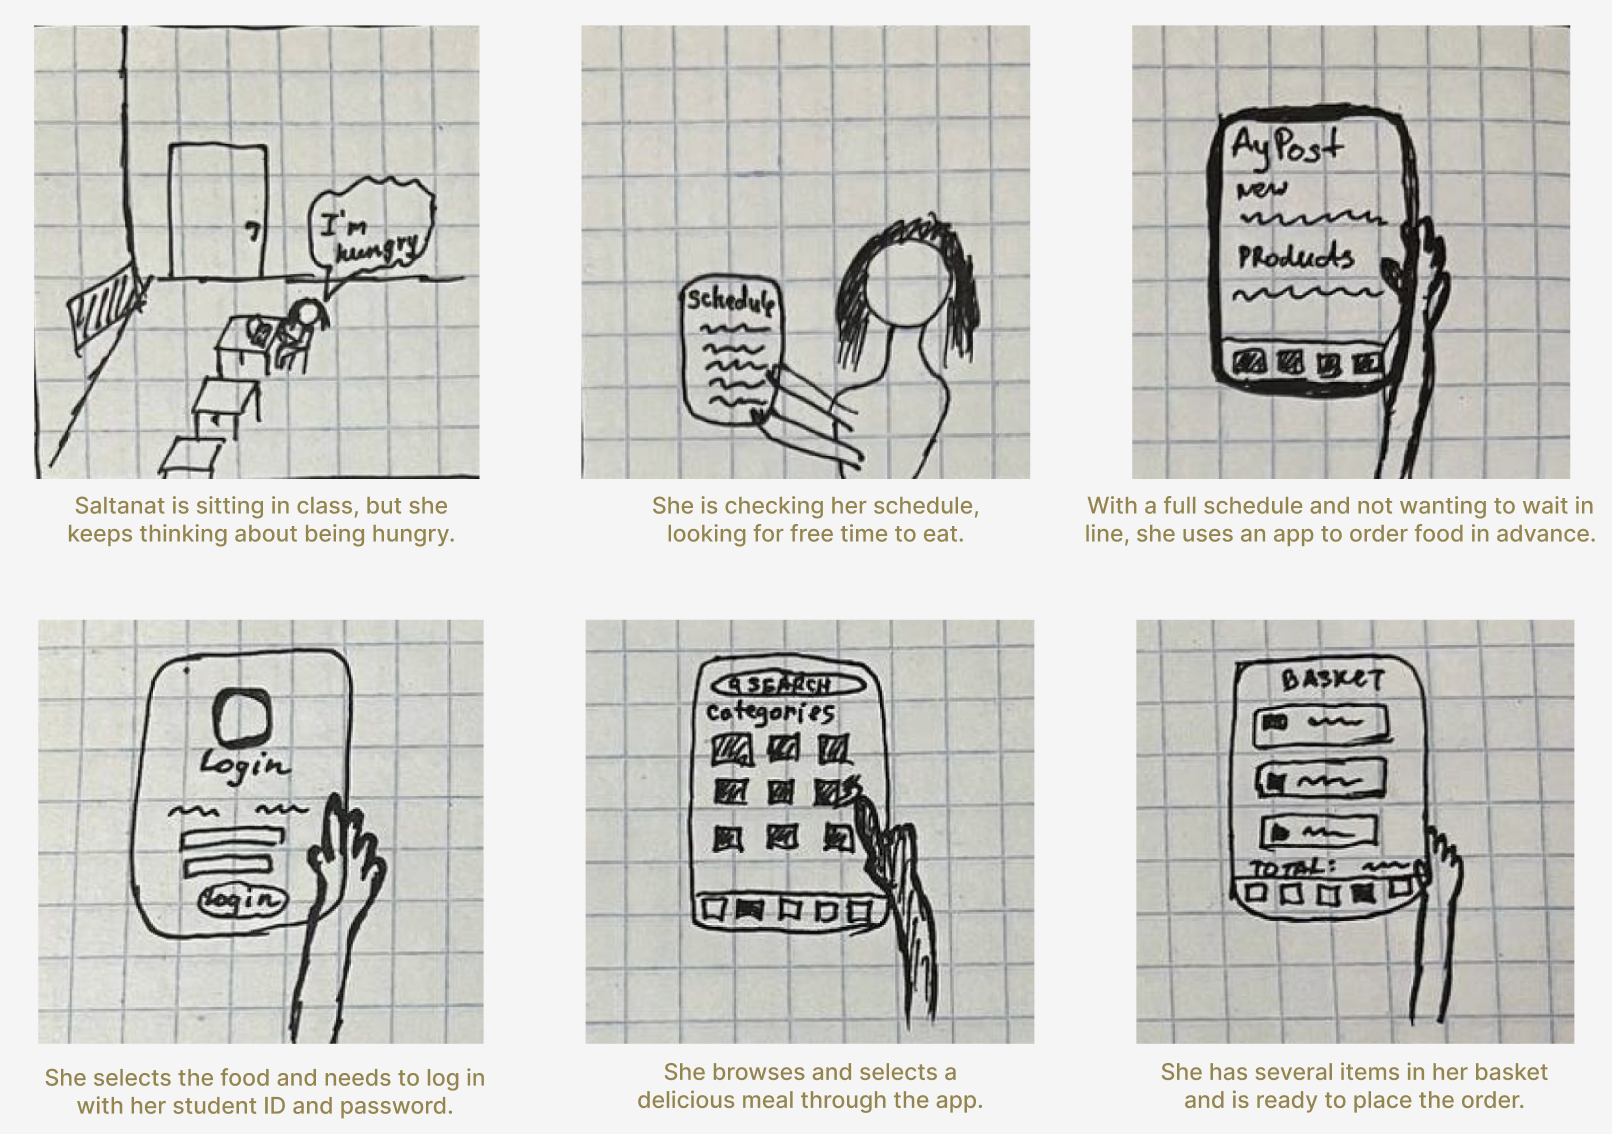 I'm
hungry
Saltanat is sitting in class, but she
keeps thinking about being hungry.
Schedule
She is checking her schedule,
looking for free time to eat.
AyPost
New
PRoducts
With a full schedule and not wanting to wait in
line, she uses an app to order food in advance.
Login
Login
She selects the food and needs to log in
with her student ID and password.
SEARCH
Categories
She browses and selects a
delicious meal through the app.
BASKET
TOTAL:
She has several items in her basket
and is ready to place the order.